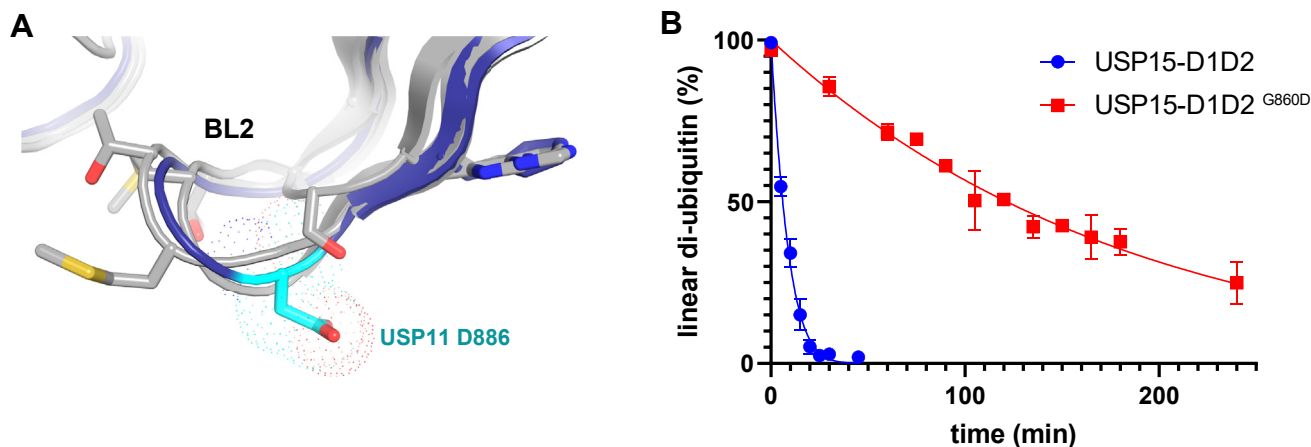 A
BL2
USP11 D886
B
linear di-ubiquitin (%)
100
50
0
0
100
200
time (min)
USP15-D1D2
USP15-D1D2 G860D